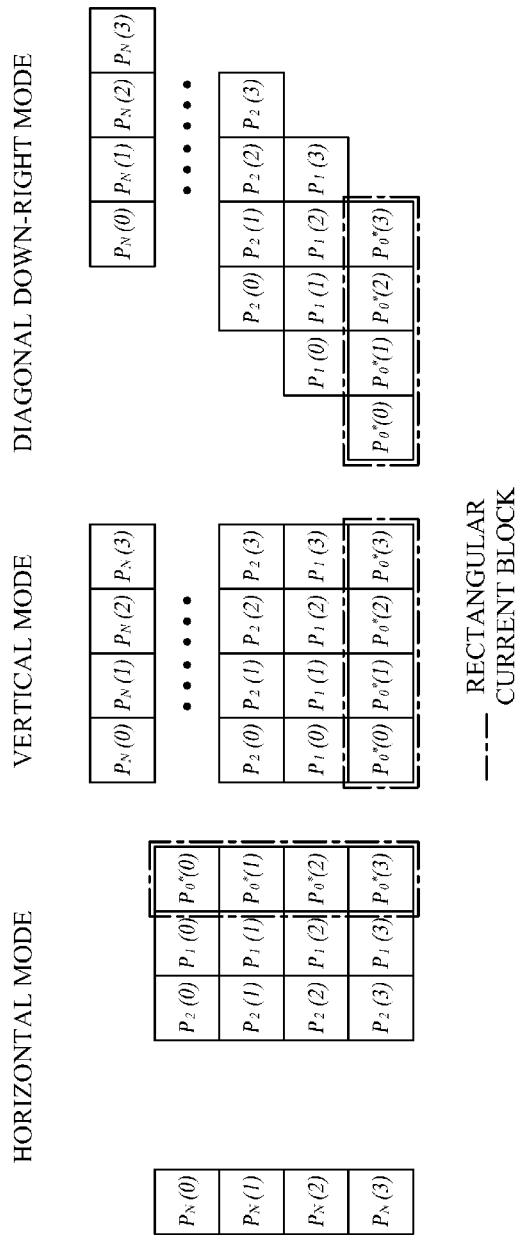 HORIZONTAL MODE
P_N(0) P_2(0) P_1(0) P_0*(0)
P_N(1) P_2(1) P_1(1) P_0*(1)
P_N(2) P_2(2) P_1(2) P_0*(2)
P_N(3) P_2(3) P_1(3) P_0*(3)
VERTICAL MODE
P_N(0) P_N(1) P_N(2) P_N(3)
P_2(0) P_2(1) P_2(2) P_2(3)
P_1(0) P_1(1) P_1(2) P_1(3)
P_0*(0) P_0*(1) P_0*(2) P_0*(3)
DIAGONAL DOWN-RIGHT MODE
P_N(0) P_N(1) P_N(2) P_N(3)
P_2(0) P_2(1) P_2(2) P_2(3)
P_1(0) P_1(1) P_1(2) P_1(3)
P_0*(0) P_0*(1) P_0*(2) P_0*(3)
RECTANGULAR
CURRENT BLOCK